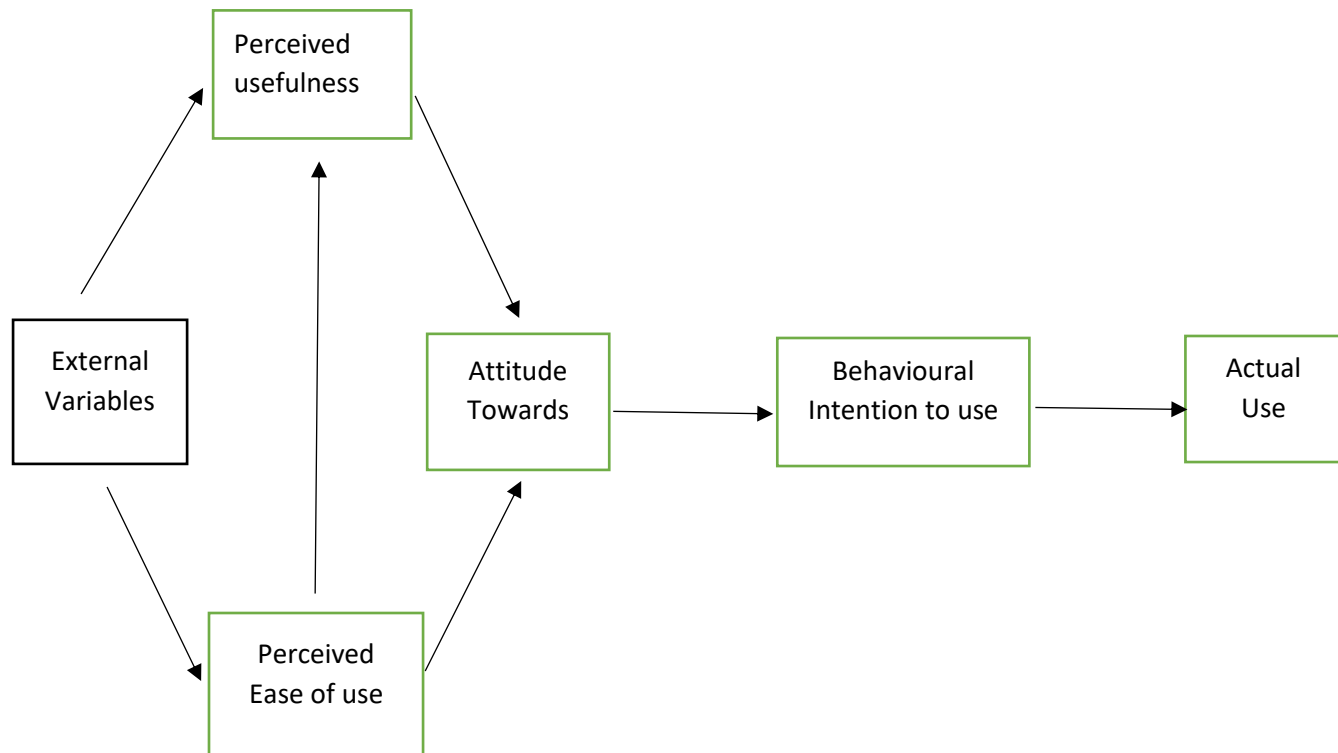 Perceived
usefulness
External
Variables
Attitude
Towards
Behavioural
Intention to use
Actual
Use
Perceived
Ease of use